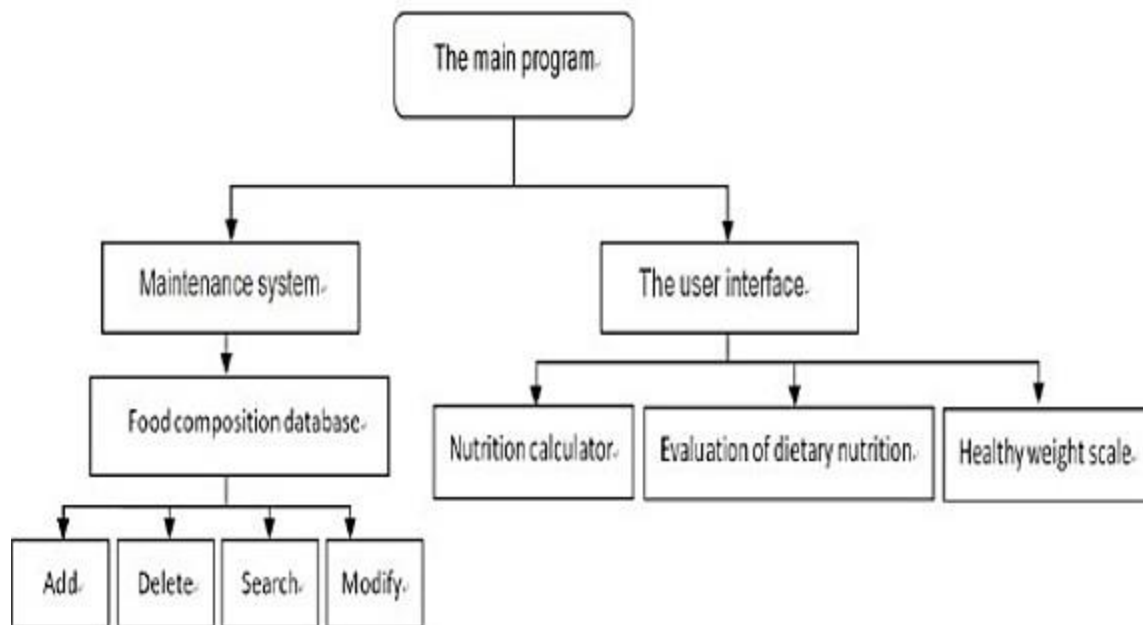 The main program
Maintenance system
The user interface
Food composition database
Nutrition calculator
Evaluation of dietary nutrition
Healthy weight scale
Add
Delete
Search
Modify